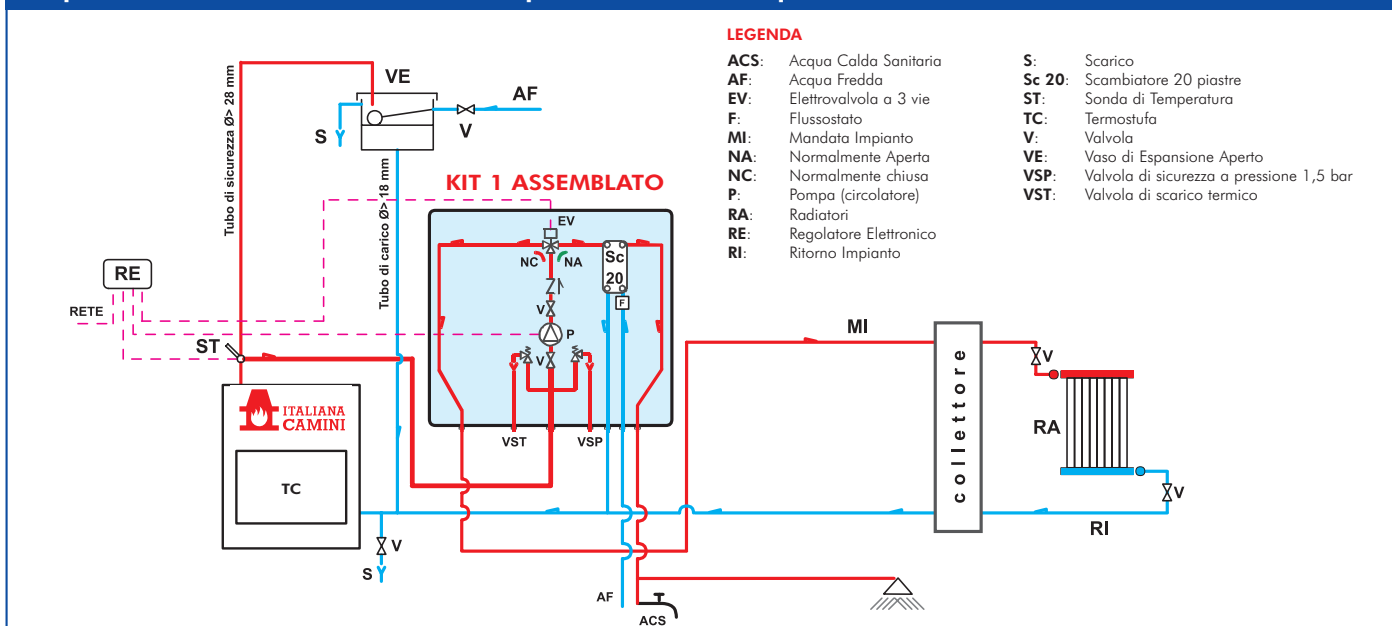 LEGENDA
ACS: Acqua Calda Sanitaria
AF: Acqua Fredda
EV: Elettrovalvola a 3 vie
F: Flussostato
MI: Mandata Impianto
NA: Normalmente Aperta
NC: Normalmente chiusa
P: Pompa (circolatore)
RA: Radiatori
RE: Regolatore Elettronico
RI: Ritorno Impianto
S: Scarico
Sc 20: Scambiatore 20 piastre
ST: Sonda di Temperatura
TC: Termostufa
V: Valvola
VE: Vaso di Espansione Aperto
VSP: Valvola di sicurezza a pressione 1,5 bar
VST: Valvola di scarico termico
Tubo di sicurezza Ø> 28 mm
VE
AF
V
S
Tubo di carico Ø> 18 mm
KIT 1 ASSEMBLATO
EV
NC
NA
Sc
20
F
V
P
V
VST
VSP
RE
RETE
ST
ITALIANA
CAMINI
TC
V
S
MI
collettore
V
RA
V
RI
AF
ACS